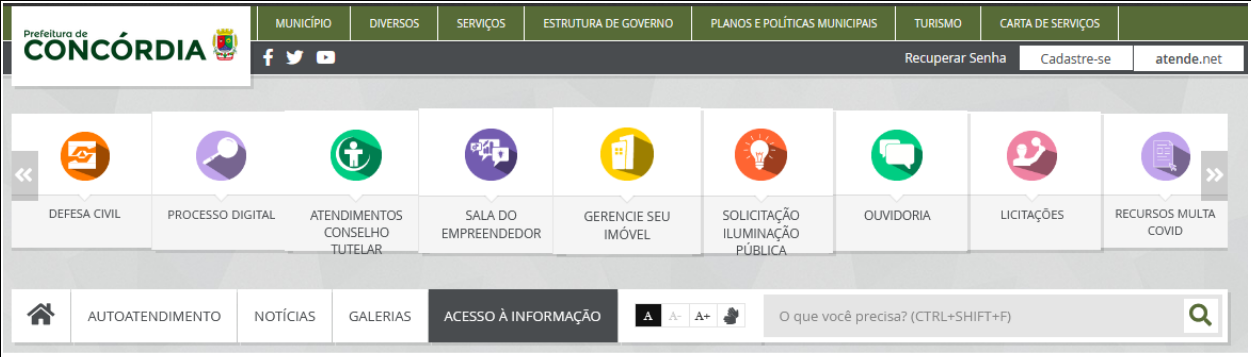 Prefeitura de
CONCÓRDIA
MUNICÍPIO
DIVERSOS
SERVIÇOS
ESTRUTURA DE GOVERNO
PLANOS E POLÍTICAS MUNICIPAIS
TURISMO
CARTA DE SERVIÇOS
Recuperar Senha
Cadastre-se
atende.net
DEFESA CIVIL
PROCESSO DIGITAL
ATENDIMENTOS
CONSELHO
TUTELAR
SALA DO
EMPREENDEDOR
GERENCIE SEU
IMÓVEL
SOLICITAÇÃO
ILUMINAÇÃO
PÚBLICA
OUVIDORIA
LICITAÇÕES
RECURSOS MULTA
COVID
AUTOATENDIMENTO
NOTÍCIAS
GALERIAS
ACESSO À INFORMAÇÃO
A
A-
A+
O que você precisa? (CTRL+SHIFT+F)